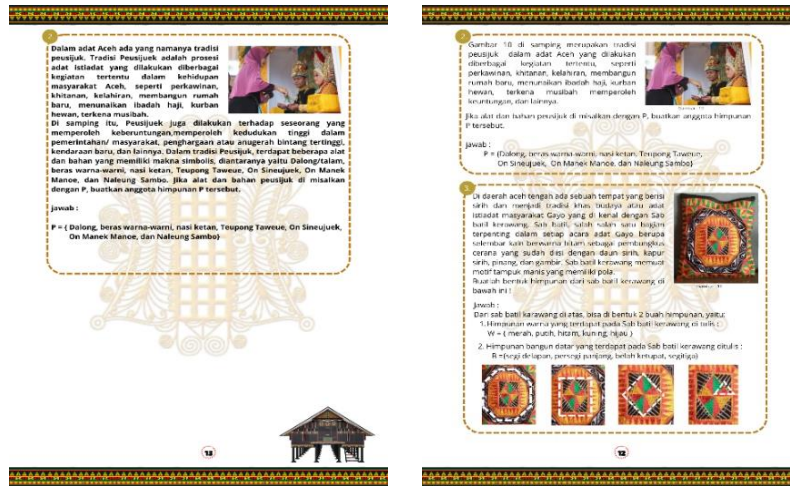 2
Dalam adat Aceh ada yang namanya tradisi
peusijuk. Tradisi Peusijuek adalah prosesi
adat istiadat yang dilakukan diberbagai
kegiatan tertentu dalam kehidupan
masyarakat Aceh, seperti perkawinan,
khitanan, kelahiran, membangun rumah
baru, menunaikan ibadah haji, kurban
hewan, terkena musibah.
Di samping itu, Peusijuek juga dilakukan terhadap seseorang yang
memperoleh keberuntungan,memperoleh kedudukan tinggi dalam
pemerintahan/ masyarakat, penghargaan atau anugerah bintang tertinggi,
kendaraan baru, dan lainnya. Dalam tradisi Peusijuk, terdapat beberapa alat
dan bahan yang memiliki makna simbolis, diantaranya yaitu Dalong/talam,
beras warna-warni, nasi ketan, Teupong Taweue, On Sineujuek, On Manek
Manoe, dan Naleung Sambo. Jika alat dan bahan peusijuk di misalkan
dengan P, buatkan anggota himpunan P tersebut.
jawab :
P = { Dalong, beras warna-warni, nasi ketan, Teupong Taweue, On Sineujuek,
On Manek Manoe, dan Naleung Sambo}
13
2
Gambar 10 di samping merupakan tradisi
peusijuk dalam adat Aceh yang dilakukan
diberbagai kegiatan tertentu, seperti
perkawinan, khitanan, kelahiran, membangun
rumah baru, menunaikan ibadah haji, kurban
hewan, terkena musibah memperoleh
keuntungan, dan lainnya.
Jika alat dan bahan peusijuk di misalkan dengan P, buatkan anggota himpunan
P tersebut.
jawab :
P = {Dalong, beras warna-warni, nasi ketan, Teupong Taweue,
On Sineujuek, On Manek Manoe, dan Naleung Sambo}
3
Di daerah aceh tengah ada sebuah tempat yang berisi
sirih dan menjadi tradisi khas budaya atau adat
istiadat masyarakat Gayo yang di kenal dengan Sab
batil kerawang. Sab batil, salah satu bagian
terpenting dalam setiap acara adat Gayo berupa
selembar kain berwarna hitam sebagai pembungkus
cerana yang sudah diisi dengan daun sirih, kapur
sirih, pinang, dan gambir. Sab batil kerawang memuat
motif tampuk manis yang memiliki pola.
Buatlah bentuk himpunan dari sab batil kerawang di
bawah ini !
Jawab :
Dari sab batil karawang di atas, bisa di bentuk 2 buah himpunan, yaitu:
1. Himpunan warna yang terdapat pada Sab batil kerawang di tulis :
W = { merah, putih, hitam, kuning, hijau }
2. Himpunan bangun datar yang terdapat pada Sab batil kerawang ditulis :
B ={segi delapan, persegi panjang, belah ketupat, segitiga}
12